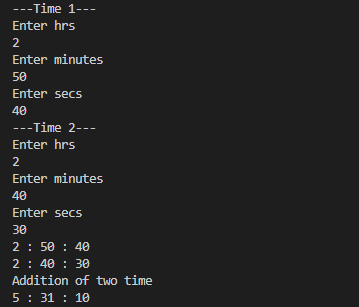 ---Time 1---
Enter hrs
2
Enter minutes
50
Enter secs
40
---Time 2---
Enter hrs
2
Enter minutes
40
Enter secs
30
2 : 50 : 40
2 : 40 : 30
Addition of two time
5 : 31 : 10